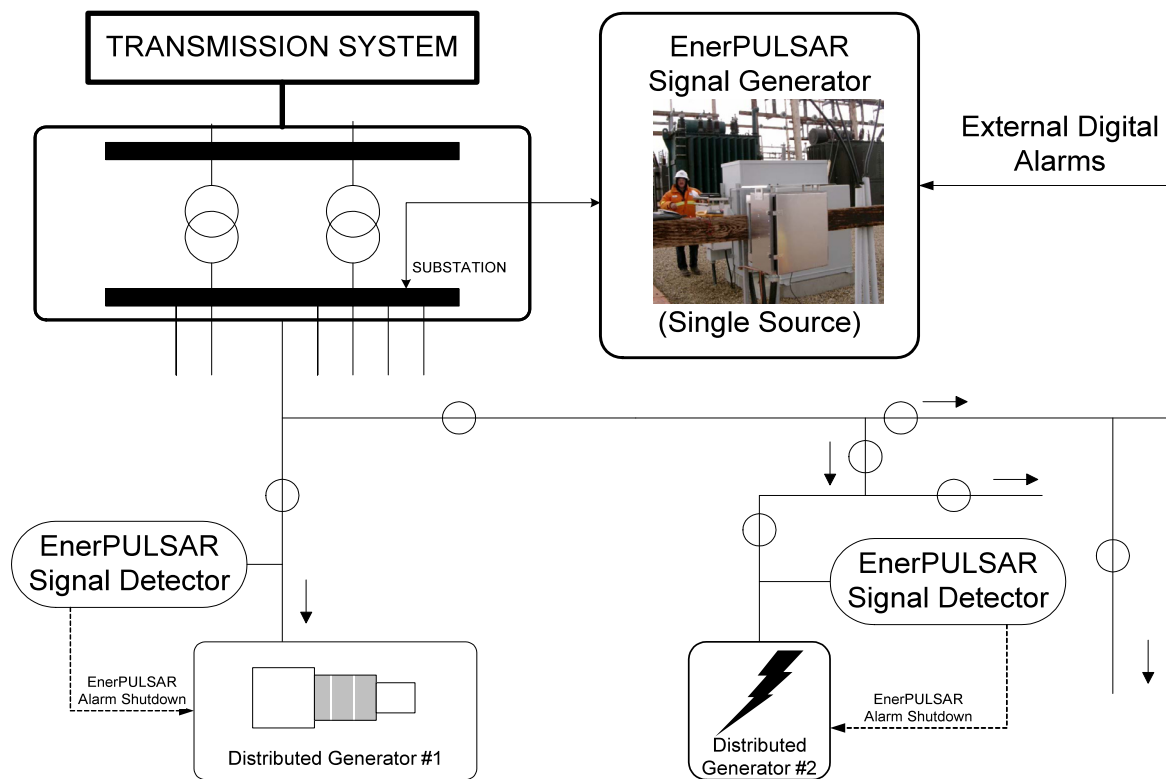 TRANSMISSION SYSTEM
EnerPULSAR
Signal Generator
(Single Source)
External Digital
Alarms
SUBSTATION
EnerPULSAR
Signal Detector
EnerPULSAR
Alarm Shutdown
Distributed Generator #1
EnerPULSAR
Signal Detector
EnerPULSAR
Alarm Shutdown
Distributed
Generator #2